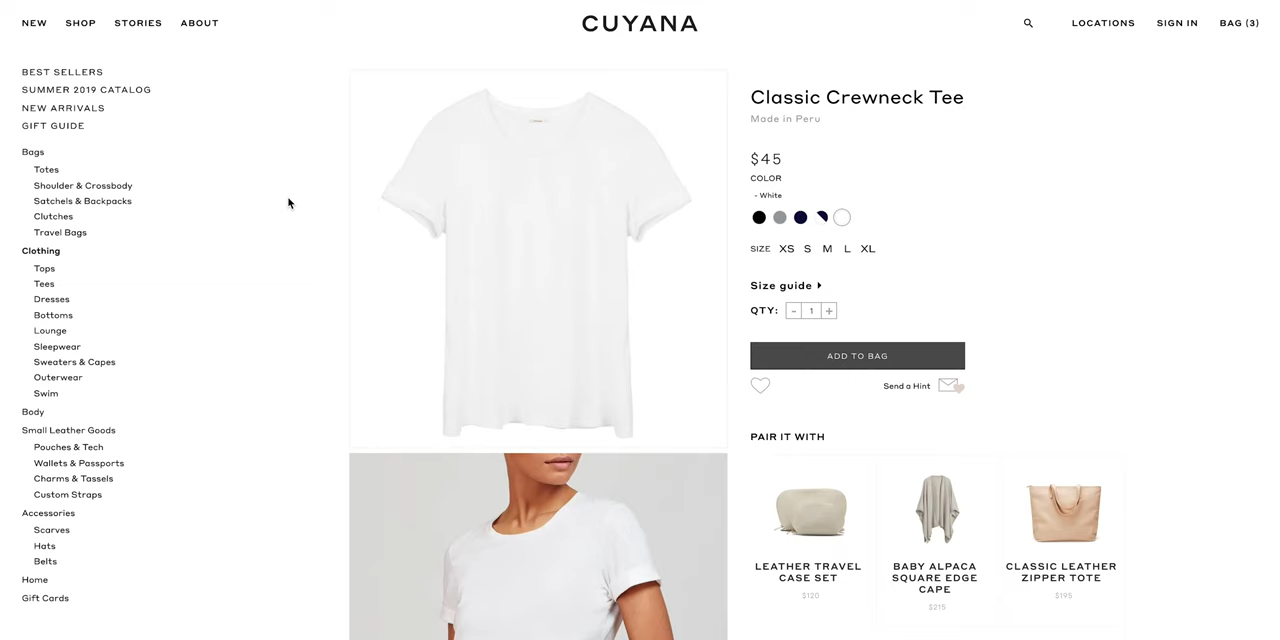 NEW SHOP STORIES ABOUT CUYANA LOCATIONS SIGN IN BAG (3)
BEST SELLERS
SUMMER 2019 CATALOG
NEW ARRIVALS
GIFT GUIDE
Bags
Totes
Shoulder & Crossbody
Satchels & Backpacks
Clutches
Travel Bags
Clothing
Tops
Tees
Dresses
Bottoms
Lounge
Sleepwear
Sweaters & Capes
Outerwear
Swim
Body
Small Leather Goods
Pouches & Tech
Wallets & Passports
Charms & Tassels
Custom Straps
Accessories
Scarves
Hats
Belts
Home
Gift Cards
Classic Crewneck Tee
Made in Peru
$45
COLOR
- White
SIZE XS S M L XL
Size guide
QTY: - 1 +
ADD TO BAG
Send a Hint
PAIR IT WITH
LEATHER TRAVEL
CASE SET
$120
BABY ALPACA
SQUARE EDGE
CAPE
$215
CLASSIC LEATHER
ZIPPER TOTE
$195